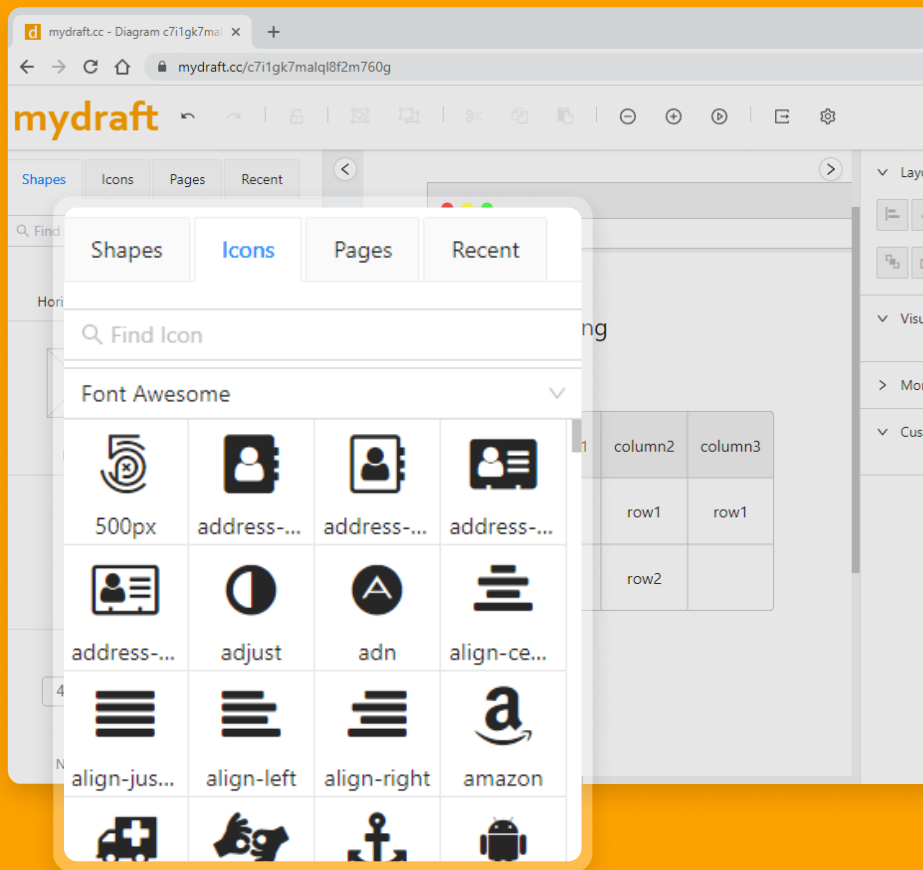 d mydraft.cc - Diagram c7i1gk7mal
mydraft.cc/c7i1gk7malql8f2m760g
mydraft
Shapes Icons Pages Recent
Find
Hori
4
N
Shapes Icons Pages Recent
Find Icon
Font Awesome
500px address-... address-... address-...
address-... adjust adn align-ce...
align-jus... align-left align-right amazon
ng
1 column2 column3
row1 row1
row2
Lay
Visu
Mor
Cus